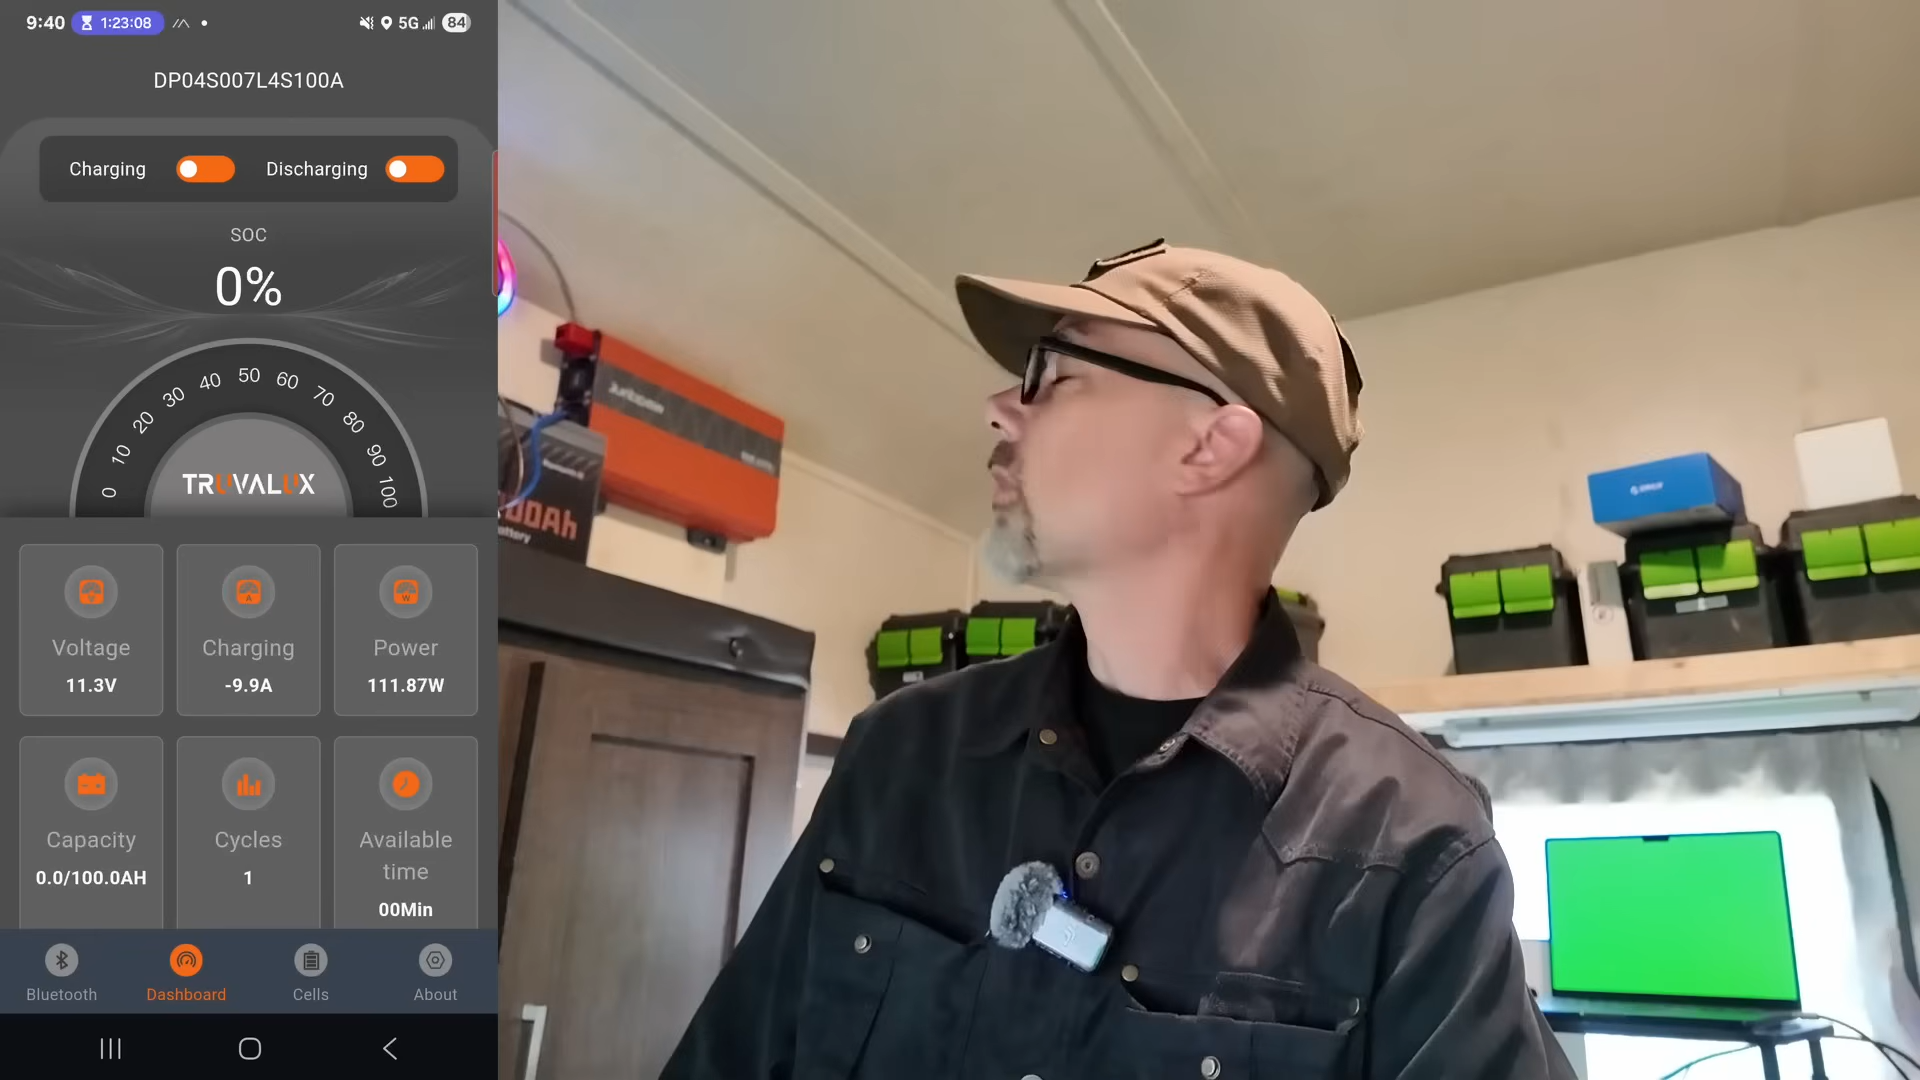 9:40 1:23:08 5G 84
DP04S007L4S100A
Charging Discharging
SOC
0%
0 10 20 30 40 50 60 70 80 90 100
TRUVALUX
Voltage Charging Power
11.3V -9.9A 111.87W
Capacity Cycles Available
time
0.0/100.0AH 1 00Min
Bluetooth Dashboard Cells About
00Ah